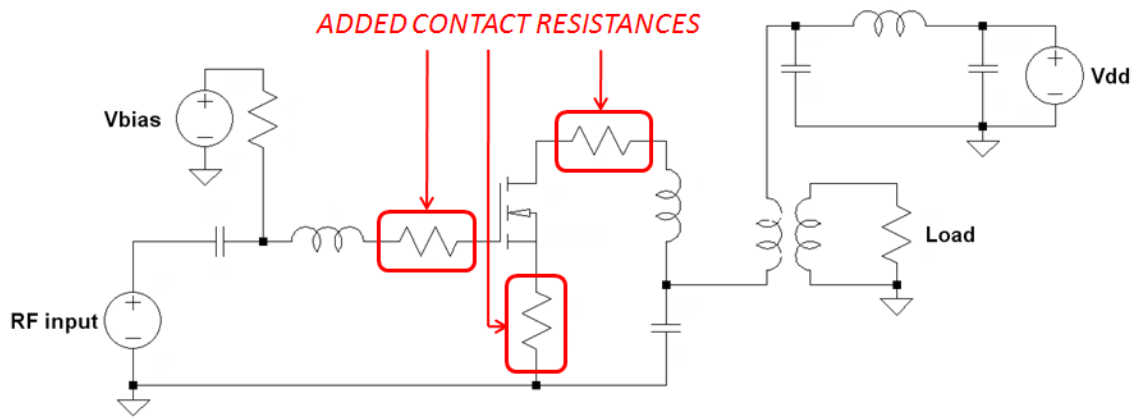 ADDED CONTACT RESISTANCES
Vbias
Vdd
Load
RF input